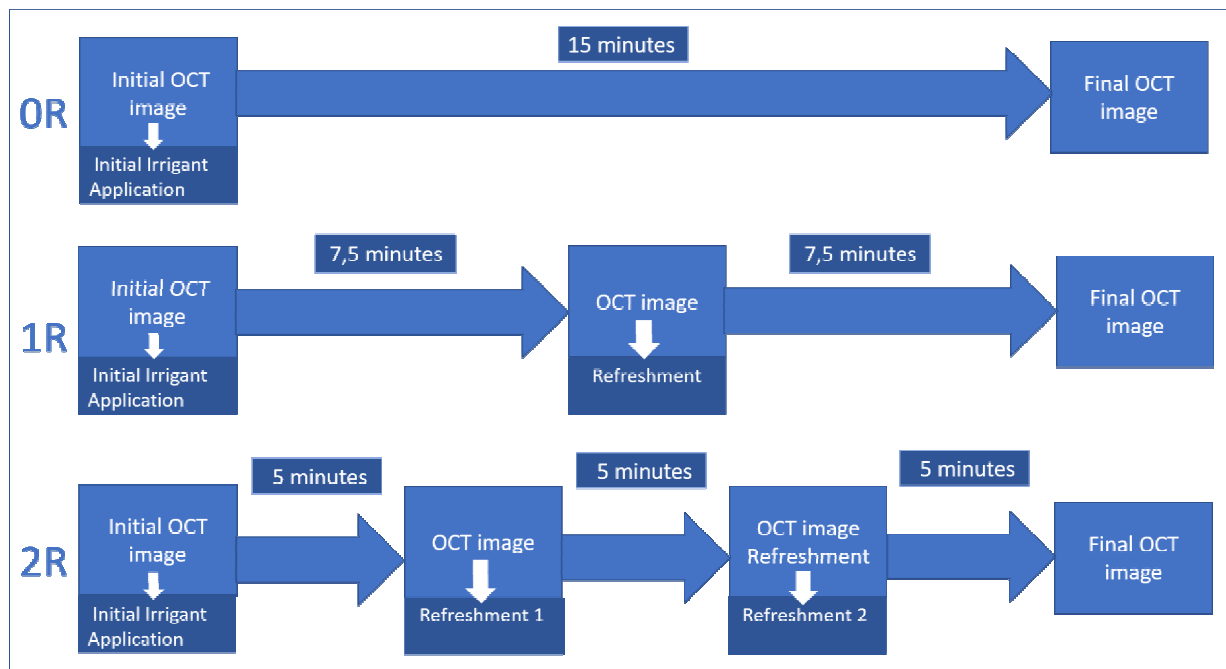 15 minutes
0R
Initial OCT
image
Initial Irrigant
Application
Final OCT
image
7,5 minutes
7,5 minutes
1R
Initial OCT
image
Initial Irrigant
Application
OCT image
Refreshment
Final OCT
image
5 minutes
5 minutes
5 minutes
2R
Initial OCT
image
Initial Irrigant
Application
OCT image
Refreshment 1
OCT image
Refreshment
Refreshment 2
Final OCT
image